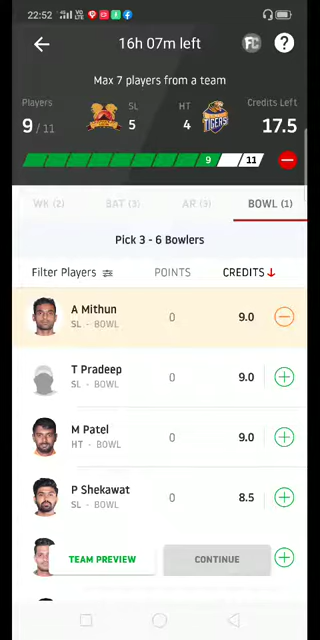 22:52
16h 07m left
FC
?
Max 7 players from a team
Players
SL
HT
Credits Left
9 / 11
5
4
TIGERS
17.5
9
11
WK (2)
BAT (3)
AR (3)
BOWL (1)
Pick 3 - 6 Bowlers
Filter Players
POINTS
CREDITS
A Mithun
SL - BOWL
0
9.0
T Pradeep
SL - BOWL
0
9.0
M Patel
HT - BOWL
0
9.0
P Shekawat
SL - BOWL
0
8.5
TEAM PREVIEW
CONTINUE